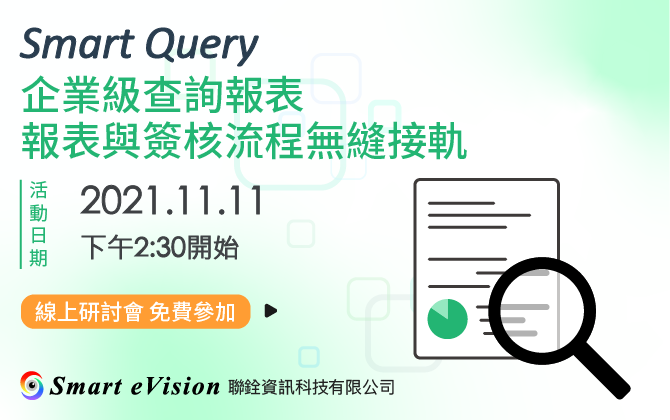 Smart Query
企業級查詢報表
報表與簽核流程無縫接軌
活動日期
2021.11.11
下午2:30開始
線上研討會 免費參加
Smart eVision 聯銓資訊科技有限公司